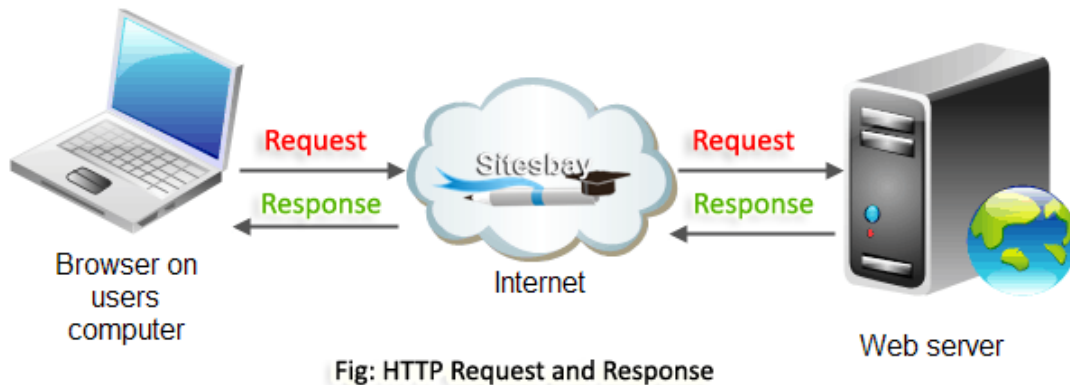 Request
Response
Sitesbay
Request
Response
Browser on
users
computer
Internet
Web server
Fig: HTTP Request and Response